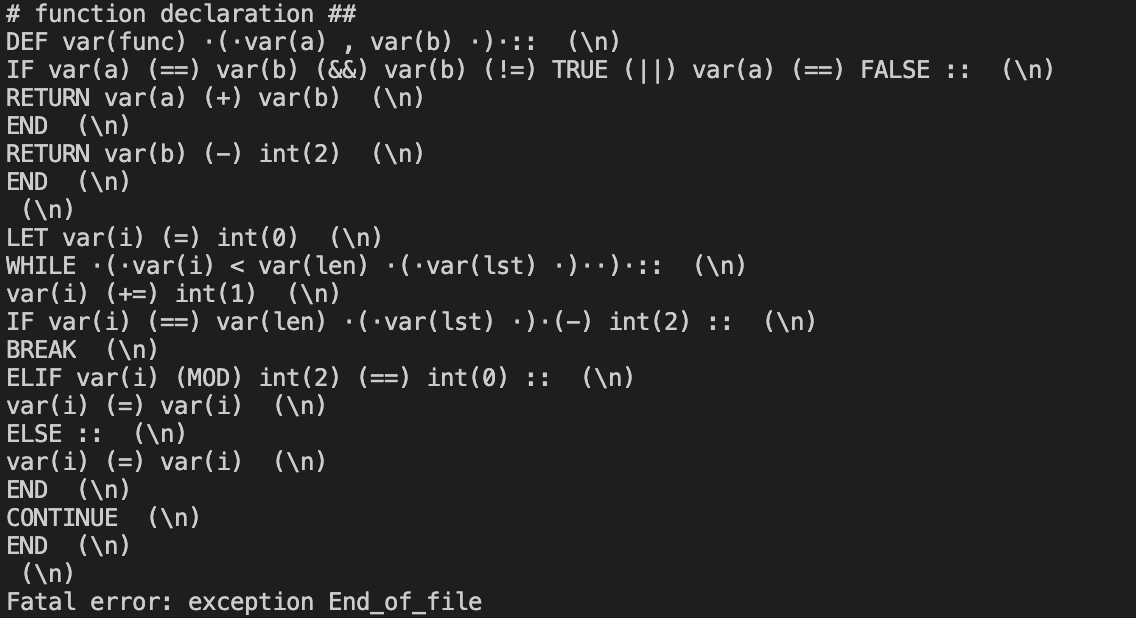 # function declaration ##
DEF var(func) ·(·var(a) , var(b) ·)·::  (\n)
IF var(a) (==) var(b) (&&) var(b) (!=) TRUE (||) var(a) (==) FALSE ::  (\n)
RETURN var(a) (+) var(b)  (\n)
END  (\n)
RETURN var(b) (-) int(2)  (\n)
END  (\n)
 (\n)
LET var(i) (=) int(0)  (\n)
WHILE ·(·var(i) < var(len) ·(·var(lst) ·)··)·::  (\n)
var(i) (+=) int(1)  (\n)
IF var(i) (==) var(len) ·(·var(lst) ·)·(-) int(2) ::  (\n)
BREAK  (\n)
ELIF var(i) (MOD) int(2) (==) int(0) ::  (\n)
var(i) (=) var(i)  (\n)
ELSE ::  (\n)
var(i) (=) var(i)  (\n)
END  (\n)
CONTINUE  (\n)
END  (\n)
 (\n)
Fatal error: exception End_of_file